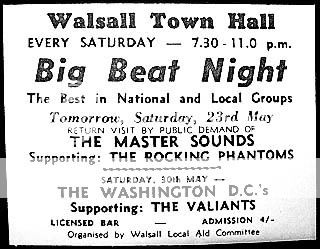 Walsall Town Hall
EVERY SATURDAY — 7.30 - 11.0 p.m.
Big Beat Night
The Best in National and Local Groups
Tomorrow, Saturday, 23rd May
RETURN VISIT BY PUBLIC DEMAND OF
THE MASTER SOUNDS
Supporting: THE ROCKING PHANTOMS
SATURDAY, 30th MAY —
THE WASHINGTON D.C.'s
Supporting: THE VALIANTS
LICENSED BAR — ADMISSION 4/-
Organised by Walsall Local Aid Committee